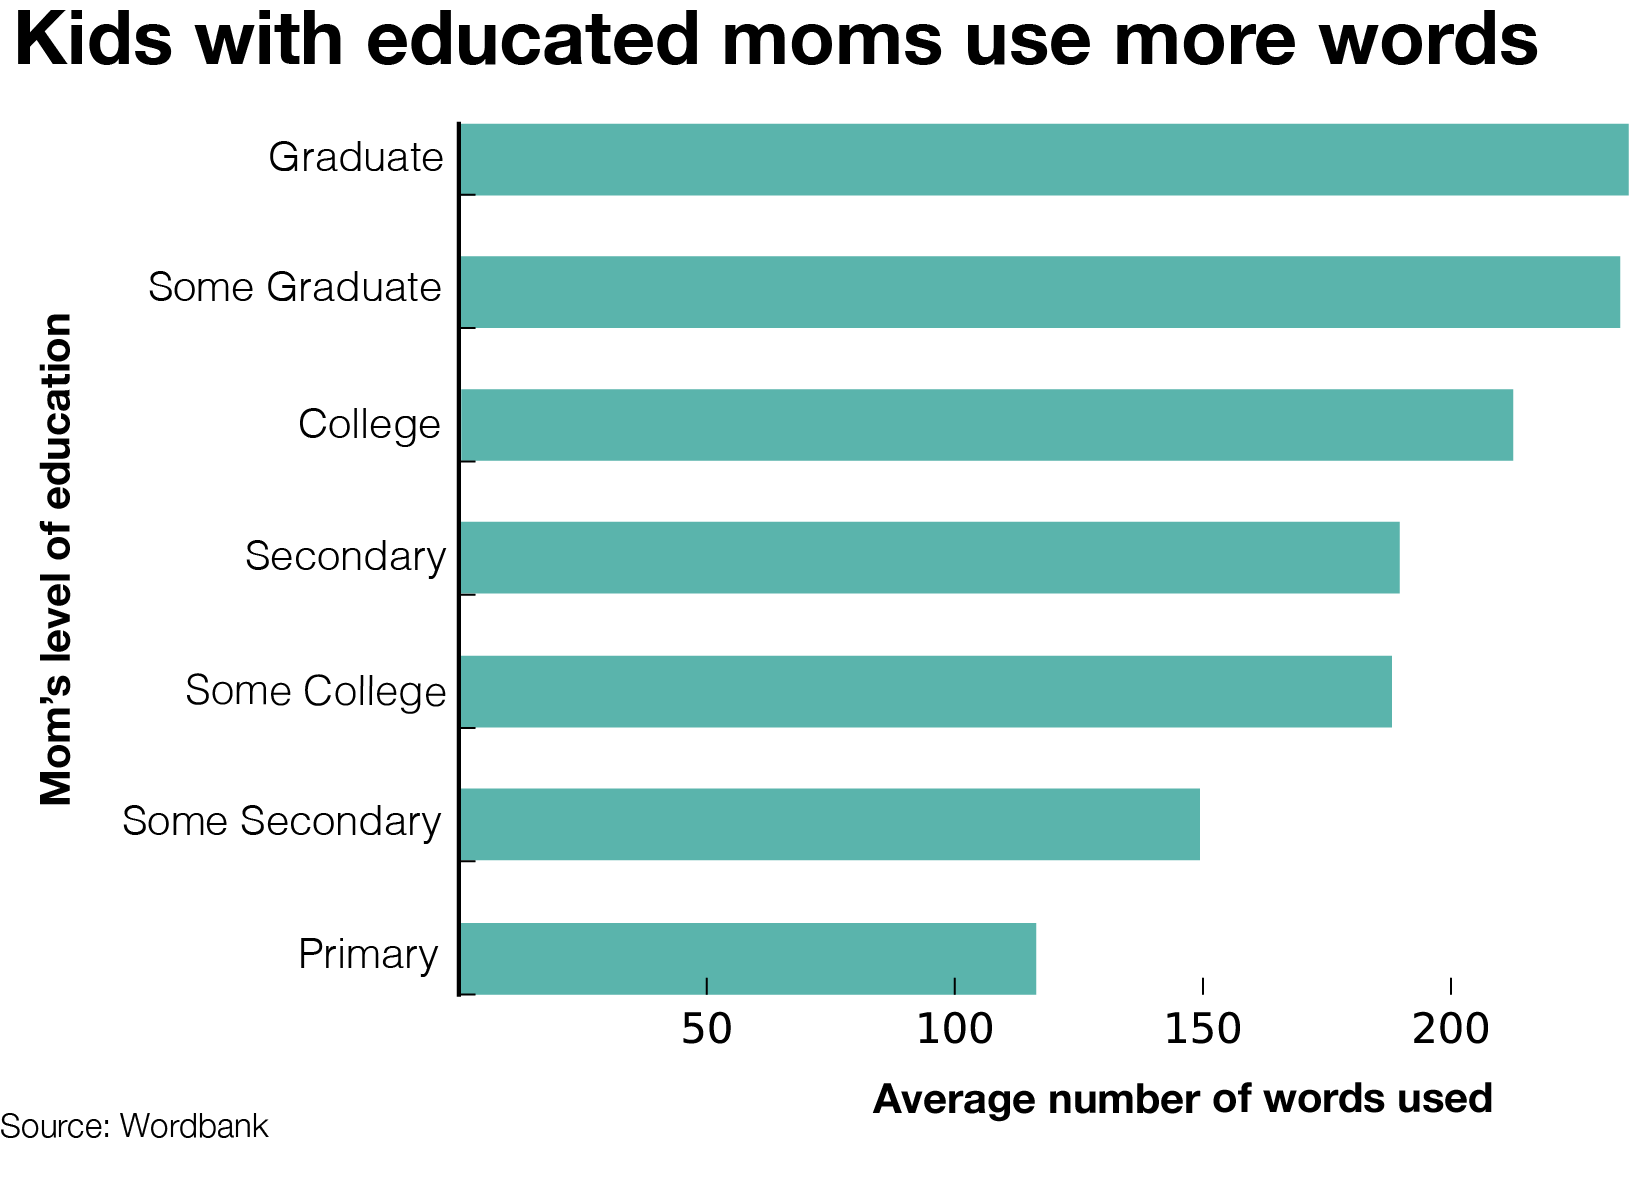 Kids with educated moms use more words
Graduate
Some Graduate
College
Secondary
Some College
Some Secondary
Primary
Mom’s level of education
50 100 150 200
Average number of words used
Source: Wordbank